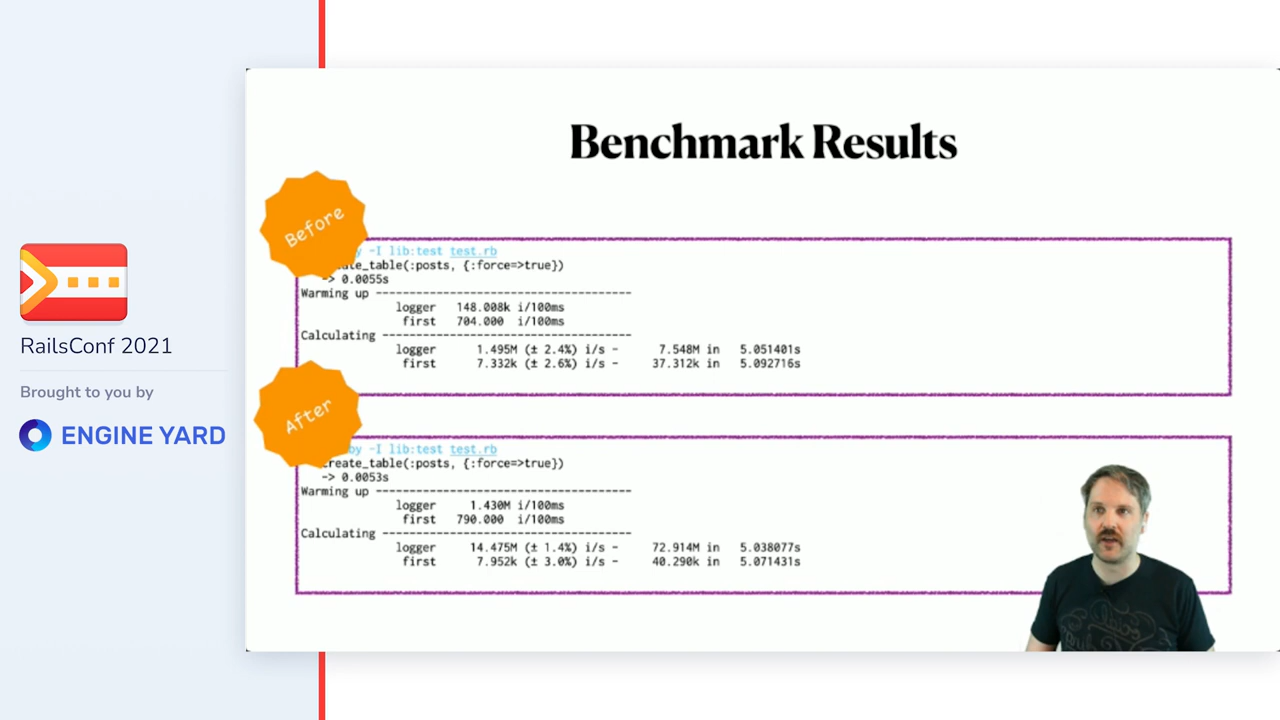 Benchmark Results
Before
by -I lib:test test.rb
ate_table(:posts, {:force=>true})
-> 0.0055s
Warming up --------------------------------------
logger 148.008k i/100ms
first 704.000 i/100ms
Calculating -------------------------------------
logger 1.495M (± 2.4%) i/s - 7.548M in 5.051401s
first 7.332k (± 2.6%) i/s - 37.312k in 5.092716s
After
by -I lib:test test.rb
create_table(:posts, {:force=>true})
-> 0.0053s
Warming up --------------------------------------
logger 1.430M i/100ms
first 790.000 i/100ms
Calculating -------------------------------------
logger 14.475M (± 1.4%) i/s - 72.914M in 5.038077s
first 7.952k (± 3.0%) i/s - 40.290k in 5.071431s
RailsConf 2021
Brought to you by
ENGINE YARD